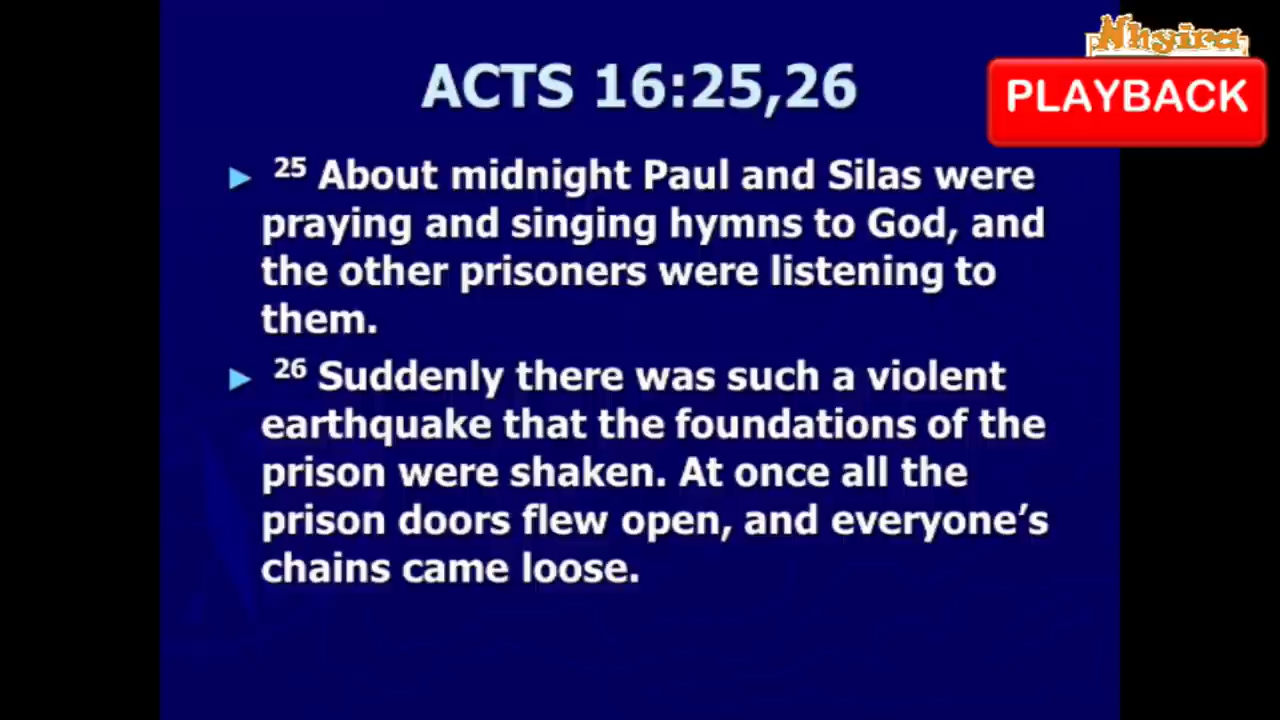 Nhyira
PLAYBACK
ACTS 16:25,26
► 25 About midnight Paul and Silas were
praying and singing hymns to God, and
the other prisoners were listening to
them.
► 26 Suddenly there was such a violent
earthquake that the foundations of the
prison were shaken. At once all the
prison doors flew open, and everyone’s
chains came loose.